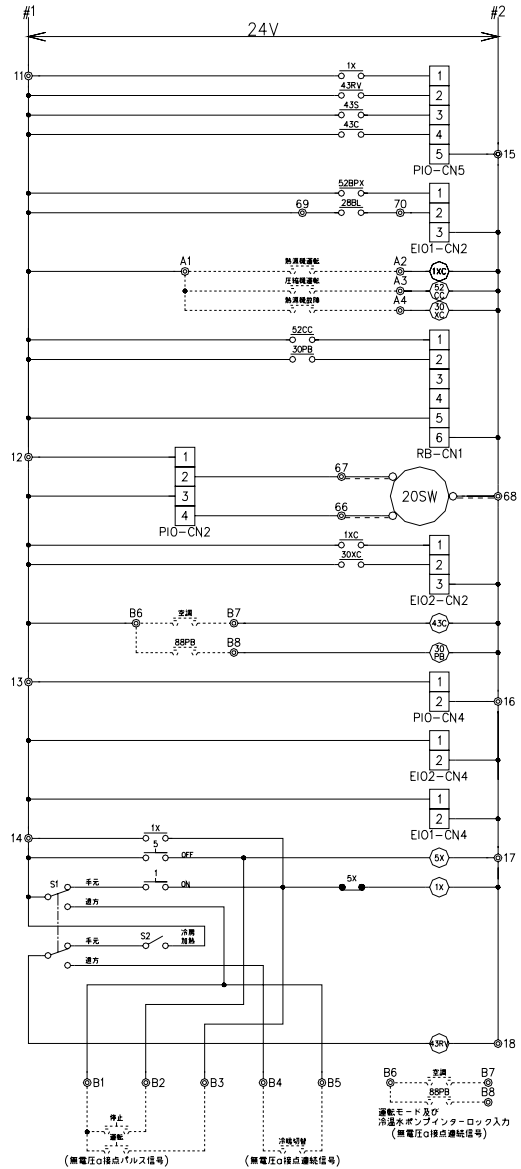 #1 #2
24V
11
1X 1
43RV 2
43S 3
43C 4
5 15
PIO-CN5
52BPX 1
69 28BL 70 2
3
EIO1-CN2
A1 熱源機運転 A2 1XC
圧縮機運転 A3 52CC
熱源機故障 A4 30XC
52CC 1
30PB 2
3
4
5
6
RB-CN1
12 1
2 67
3 20SW 68
4 66
PIO-CN2
1XC 1
30XC 2
3
EIO2-CN2
B6 空調 B7 43C
88PB B8 30PB
13 1
2 16
PIO-CN4
1
2
EIO2-CN4
1
2
EIO1-CN4
14 1X
5 OFF 5X 17
S1 手元 1 ON 5X 1X
遠方
手元 S2 冷房
加熱
遠方
43RV 18
B1 B2 B3 B4 B5
B6 空調 B7
88PB B8
停止
運転
冷暖切替
運転モード及び
冷温水ポンプインターロック入力
(無電圧a接点連続信号)
(無電圧a接点パルス信号) (無電圧a接点連続信号)